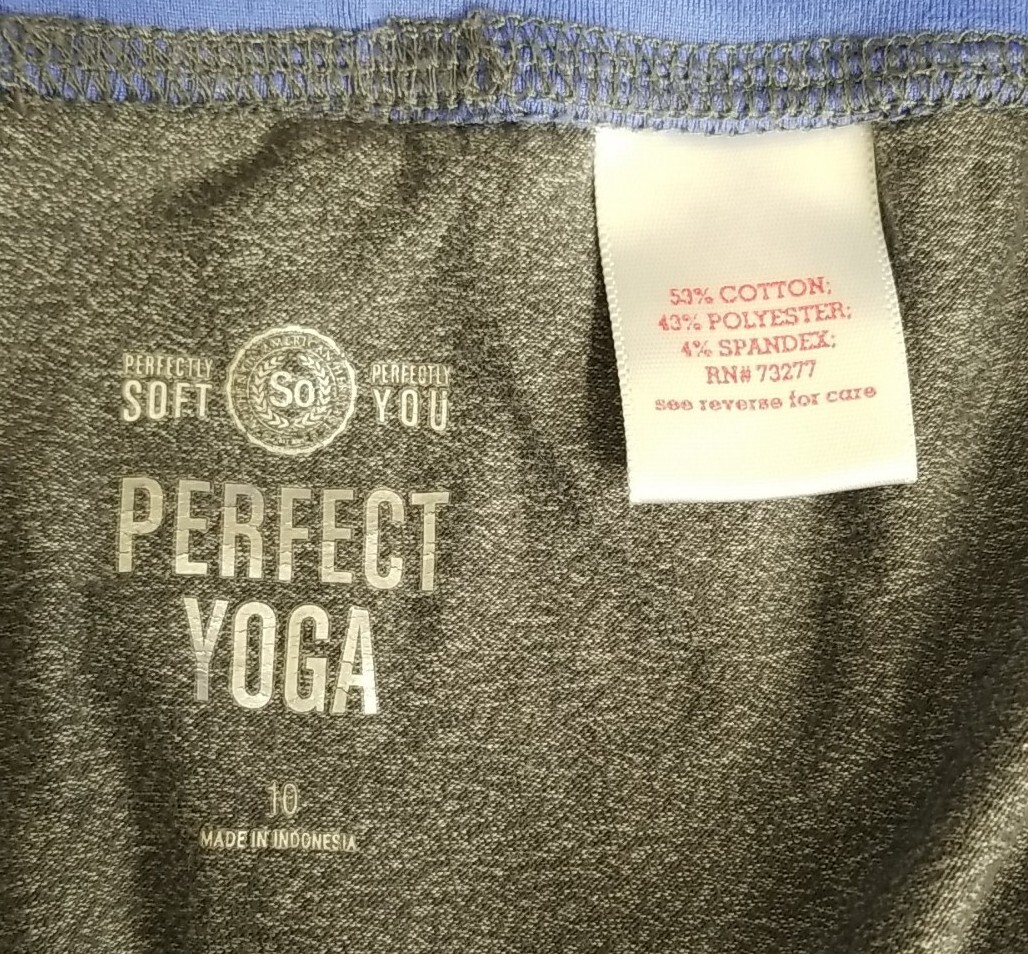 PERFECTLY
SOFT
So
PERFECTLY
YOU
PERFECT
YOGA
10
MADE IN INDONESIA
53% COTTON;
43% POLYESTER;
4% SPANDEX;
RN# 73277
see reverse for care